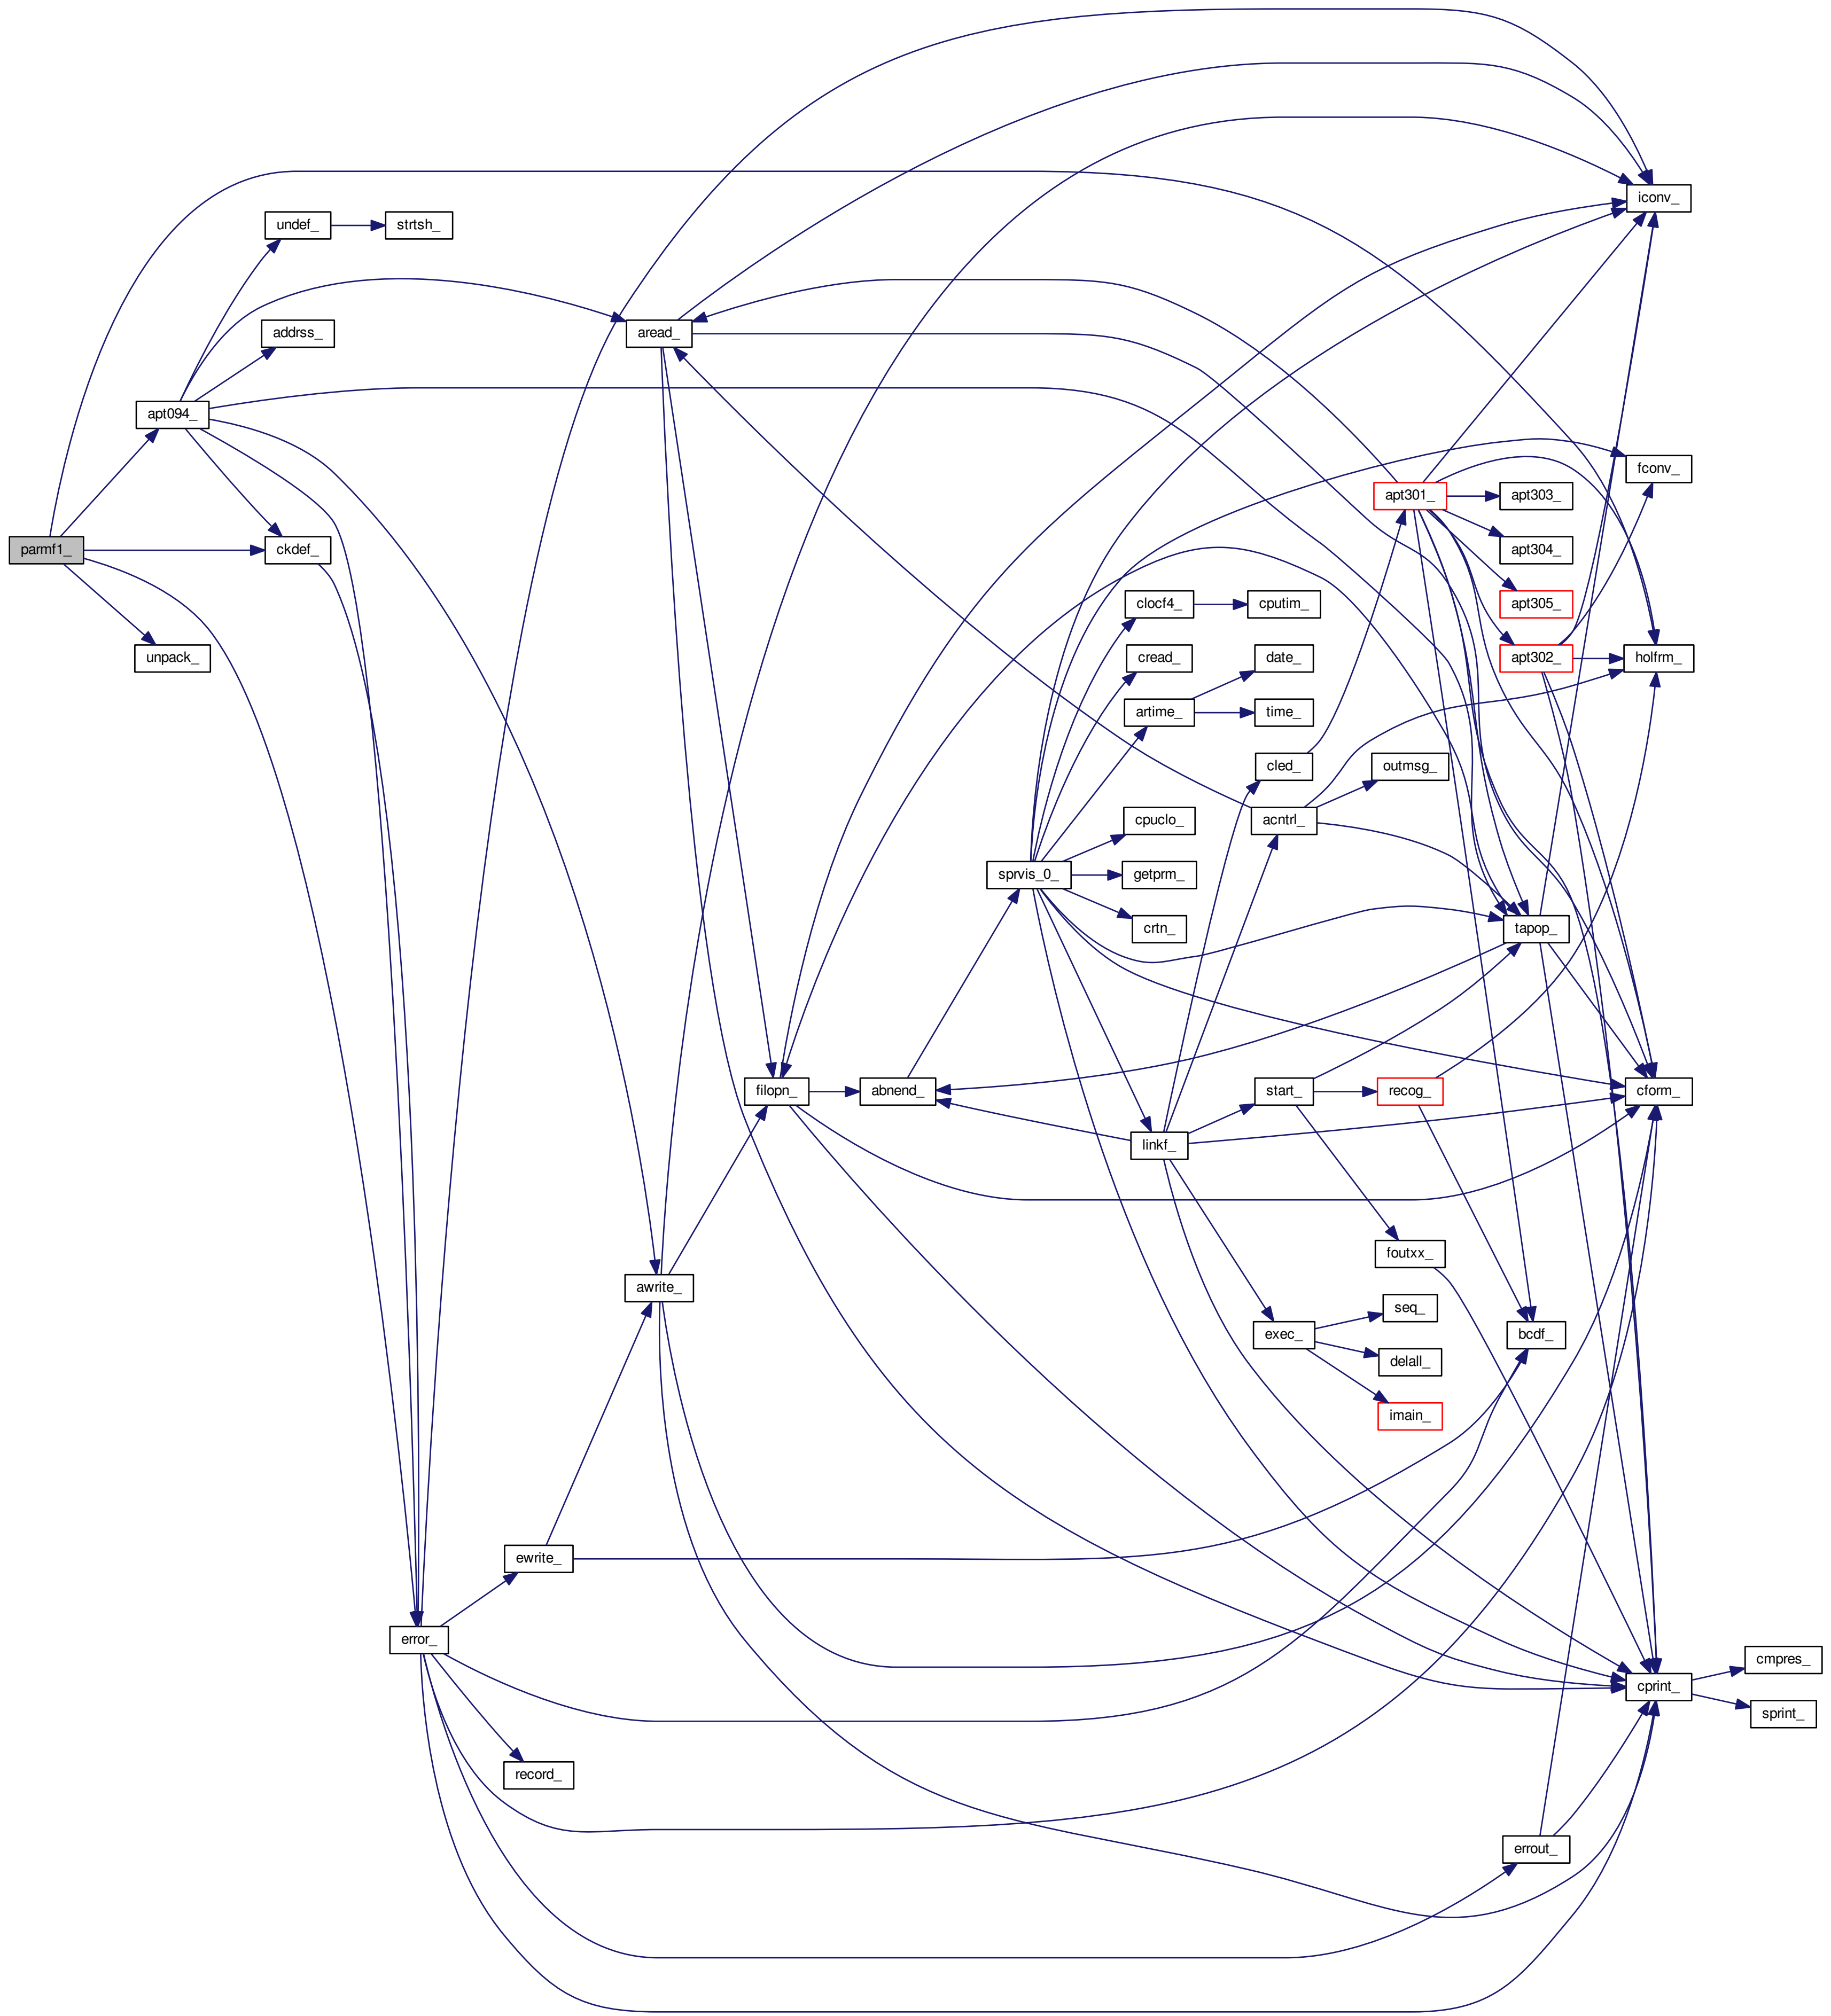 iconv_
undef_
strtsh_
addrss_
aread_
apt094_
fconv_
apt301_
apt303_
parmf1_
ckdef_
apt304_
clocf4_
cputim_
apt305_
unpack_
cread_
date_
apt302_
holfrm_
artime_
time_
cled_
outmsg_
cpuclo_
acntrl_
sprvis_0_
getprm_
crtn_
tapop_
filopn_
abnend_
start_
recog_
cform_
linkf_
foutxx_
awrite_
seq_
exec_
bcdf_
delall_
imain_
ewrite_
error_
cmpres_
cprint_
sprint_
record_
errout_